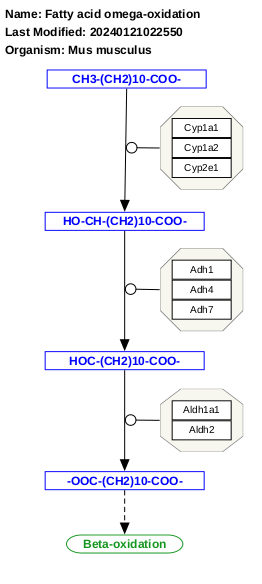 Name: Fatty acid omega-oxidation
Last Modified: 20240121022550
Organism: Mus musculus
CH3-(CH2)10-COO-
Cyp1a1
Cyp1a2
Cyp2e1
HO-CH-(CH2)10-COO-
Adh1
Adh4
Adh7
HOC-(CH2)10-COO-
Aldh1a1
Aldh2
-OOC-(CH2)10-COO-
Beta-oxidation